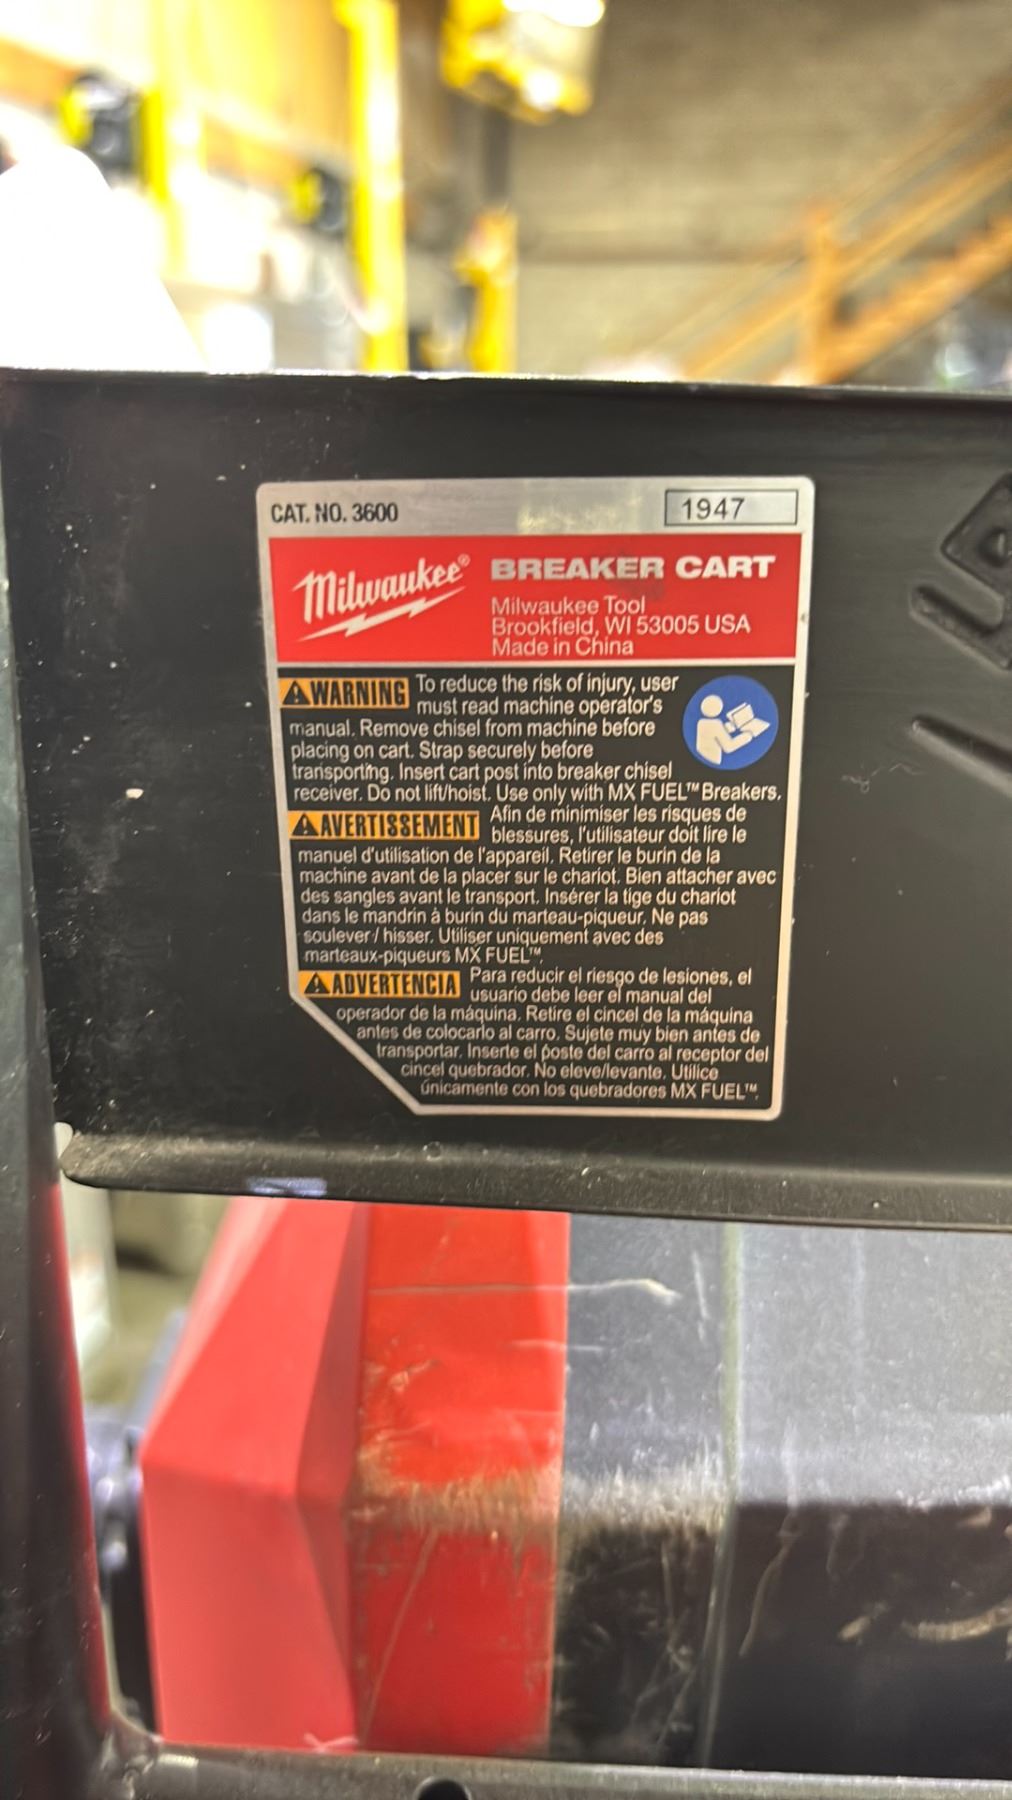 CAT. NO. 3600
1947
Milwaukee®
BREAKER CART
Milwaukee Tool
Brookfield, WI 53005 USA
Made in China
WARNING To reduce the risk of injury, user
must read machine operator's
manual. Remove chisel from machine before
placing on cart. Strap securely before
transporting. Insert cart post into breaker chisel
receiver. Do not lift/hoist. Use only with MX FUEL™ Breakers.
AVERTISSEMENT Afin de minimiser les risques de
blessures, l'utilisateur doit lire le
manuel d'utilisation de l'appareil. Retirer le burin de la
machine avant de la placer sur le chariot. Bien attacher avec
des sangles avant le transport. Insérer la tige du chariot
dans le mandrin à burin du marteau-piqueur. Ne pas
soulever / hisser. Utiliser uniquement avec des
marteaux-piqueurs MX FUEL™.
ADVERTENCIA Para reducir el riesgo de lesiones, el
usuario debe leer el manual del
operador de la máquina. Retire el cincel de la máquina
antes de colocarlo al carro. Sujete muy bien antes de
transportar. Inserte el poste del carro al receptor del
cincel quebrador. No eleve/levante. Utilice
únicamente con los quebradores MX FUEL™.